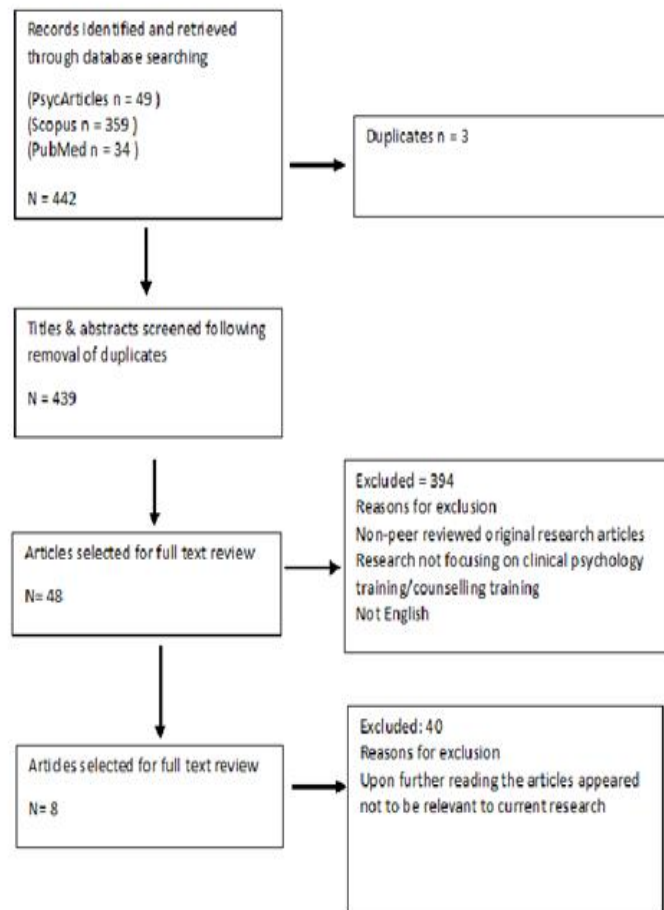 Records Identified and retrieved
through database searching
(PsycArticles n = 49 )
(Scopus n = 359 )
(PubMed n = 34 )
N = 442
Duplicates n = 3
Titles & abstracts screened following
removal of duplicates
N = 439
Excluded = 394
Reasons for exclusion
Non-peer reviewed original research articles
Research not focusing on clinical psychology
training/counselling training
Not English
Articles selected for full text review
N= 48
Excluded: 40
Reasons for exclusion
Upon further reading the articles appeared
not to be relevant to current research
Articles selected for full text review
N= 8